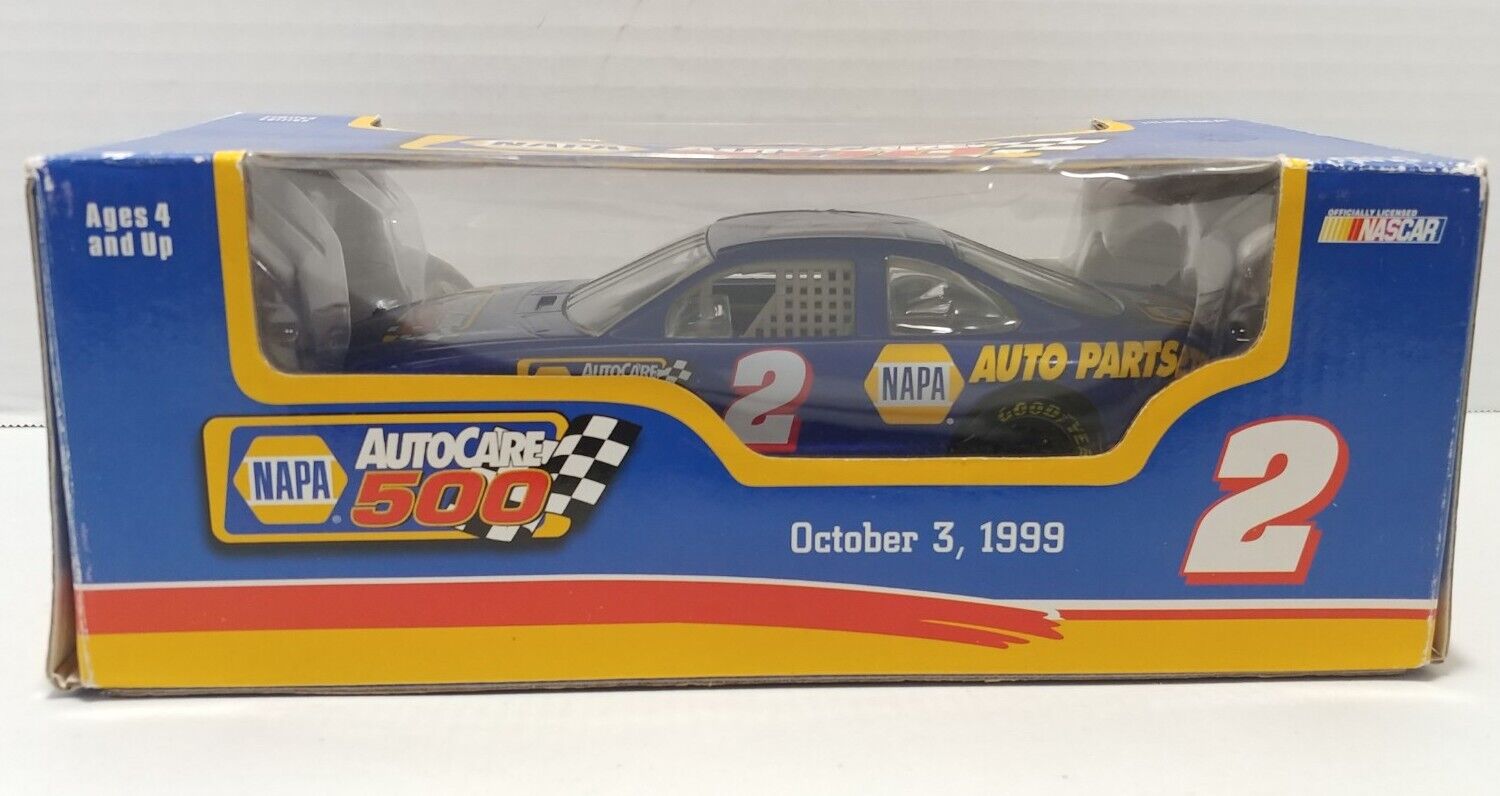 NAPA
Ages 4
and Up
OFFICIALLY LICENSED
NASCAR
AUTOCARE
2
NAPA
AUTO PARTS
GOODYEAR
NAPA
AUTOCARE
500
October 3, 1999
2